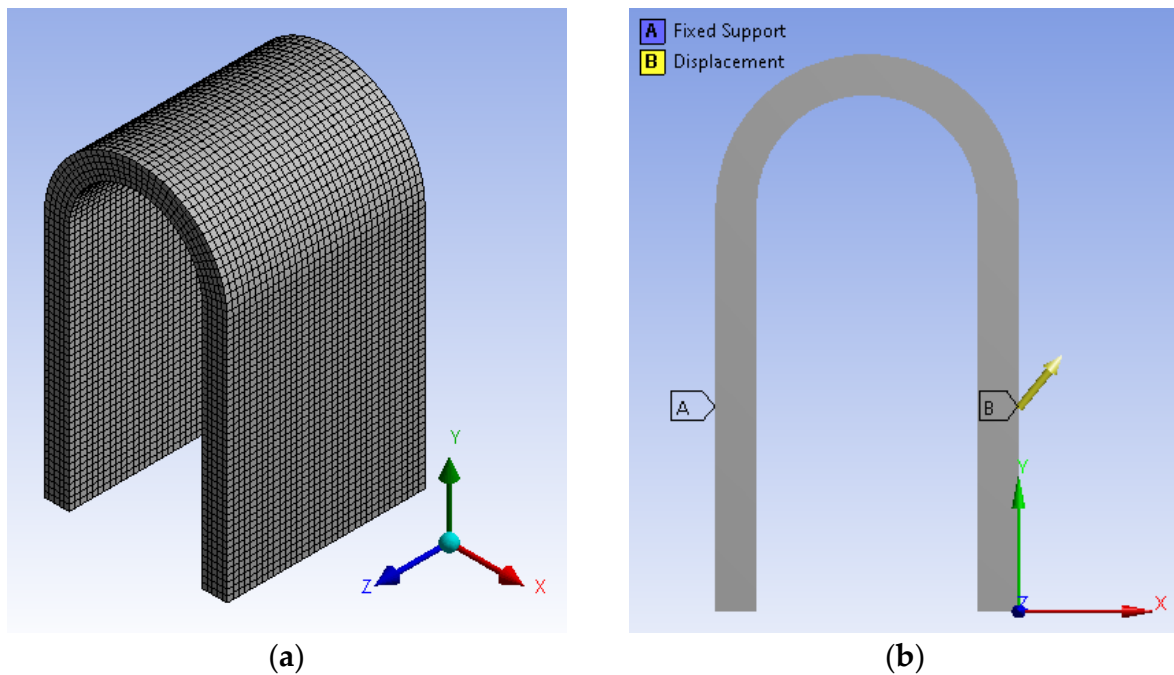 A Fixed Support
B Displacement
A
B
Y
Z
X
Y
Z
X
(a)
(b)